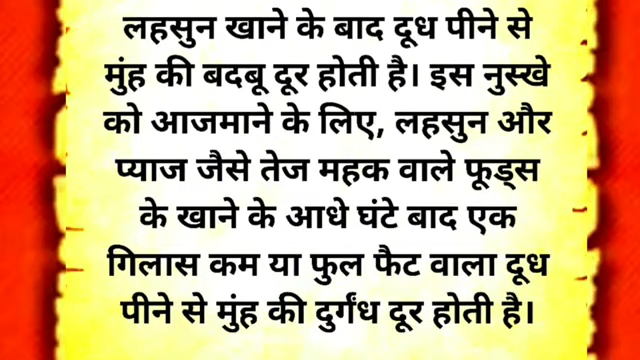 लहसुन खाने के बाद दूध पीने से
मुंह की बदबू दूर होती है। इस नुस्खे
को आजमाने के लिए, लहसुन और
प्याज जैसे तेज महक वाले फूड्स
के खाने के आधे घंटे बाद एक
गिलास कम या फुल फैट वाला दूध
पीने से मुंह की दुर्गंध दूर होती है।